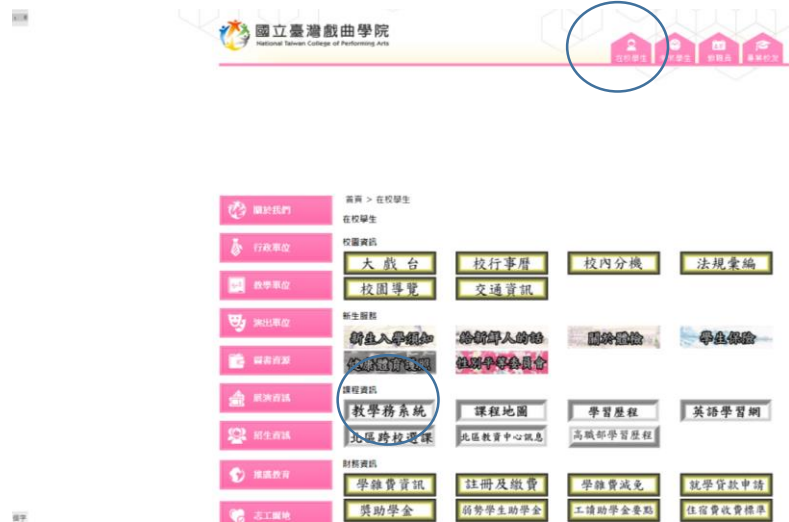 國立臺灣戲曲學院
National Taiwan College of Performing Arts
在校學生 教職員 畢業校友
首頁 > 在校學生
在校學生
關於我們
行政單位
教學單位
演出單位
圖書資源
展演資訊
招生資訊
推廣教育
志工園地
校園資訊
大戲台 校行事曆 校內分機 法規彙編
校園導覽 交通資訊
新生服務
新生入學須知 給新鮮人的話 關於體檢 學生保險
健康體育護照 性別平等委員會
課程資訊
教學務系統 課程地圖 學習歷程 英語學習網
北區跨校選課 北區教資中心訊息 高職部學習歷程
財務資訊
學雜費資訊 註冊及繳費 學雜費減免 就學貸款申請
獎助學金 弱勢學生助學金 工讀助學金要點 住宿費收費標準